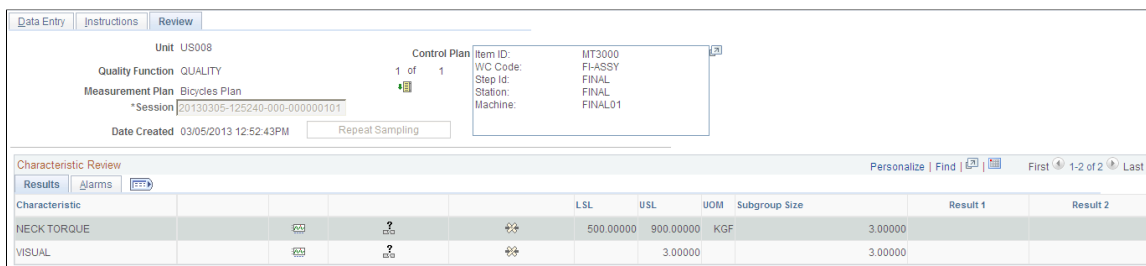 Data Entry Instructions Review
Unit US008
Quality Function QUALITY
Measurement Plan Bicycles Plan
*Session 20130305-125240-000-000000101
Date Created 03/05/2013 12:52:43PM Repeat Sampling
1 of 1
Control Plan
Item ID: MT3000
WC Code: FI-ASSY
Step Id: FINAL
Station: FINAL
Machine: FINAL01
Characteristic Review Personalize | Find | | First 1-2 of 2 Last
Results Alarms
Characteristic LSL USL UOM Subgroup Size Result 1 Result 2
NECK TORQUE 500.00000 900.00000 KGF 3.00000
VISUAL 3.00000 3.00000